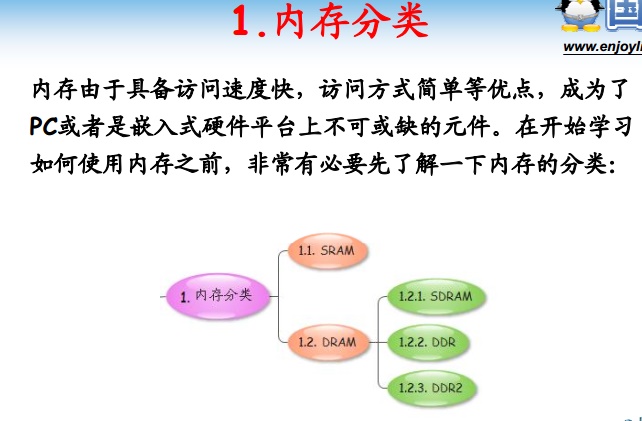 1.内存分类
www.enjoyli
内存由于具备访问速度快，访问方式简单等优点，成为了
PC或者是嵌入式硬件平台上不可或缺的元件。在开始学习
如何使用内存之前，非常有必要先了解一下内存的分类：
1.1. SRAM
1. 内存分类
1.2.1. SDRAM
1.2. DRAM
1.2.2. DDR
1.2.3. DDR2